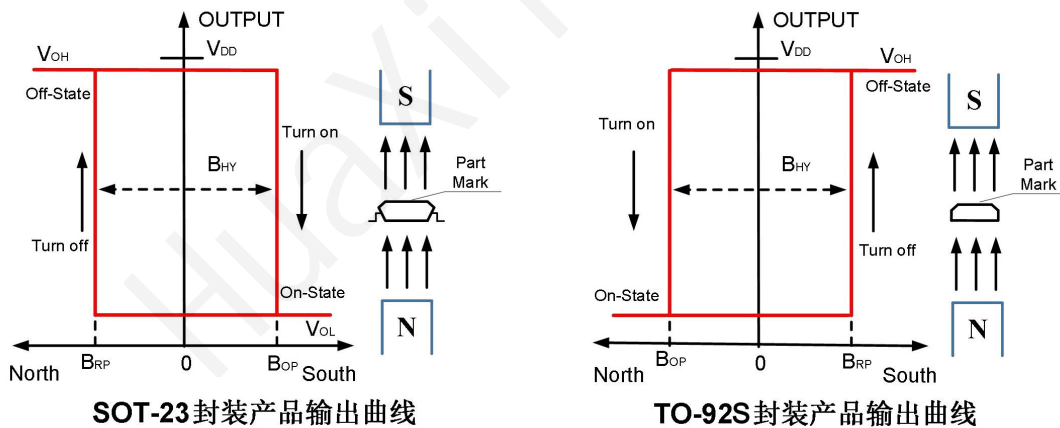 OUTPUT
VDD
VOH
Off-State
Turn on
BHY
Turn off
On-State
VOL
BRP
0
BOP
North
South
S
Part
Mark
N
SOT-23封装产品输出曲线
OUTPUT
VDD
VOH
Off-State
Turn on
BHY
Turn off
On-State
BOP
0
BRP
North
South
S
Part
Mark
N
TO-92S封装产品输出曲线